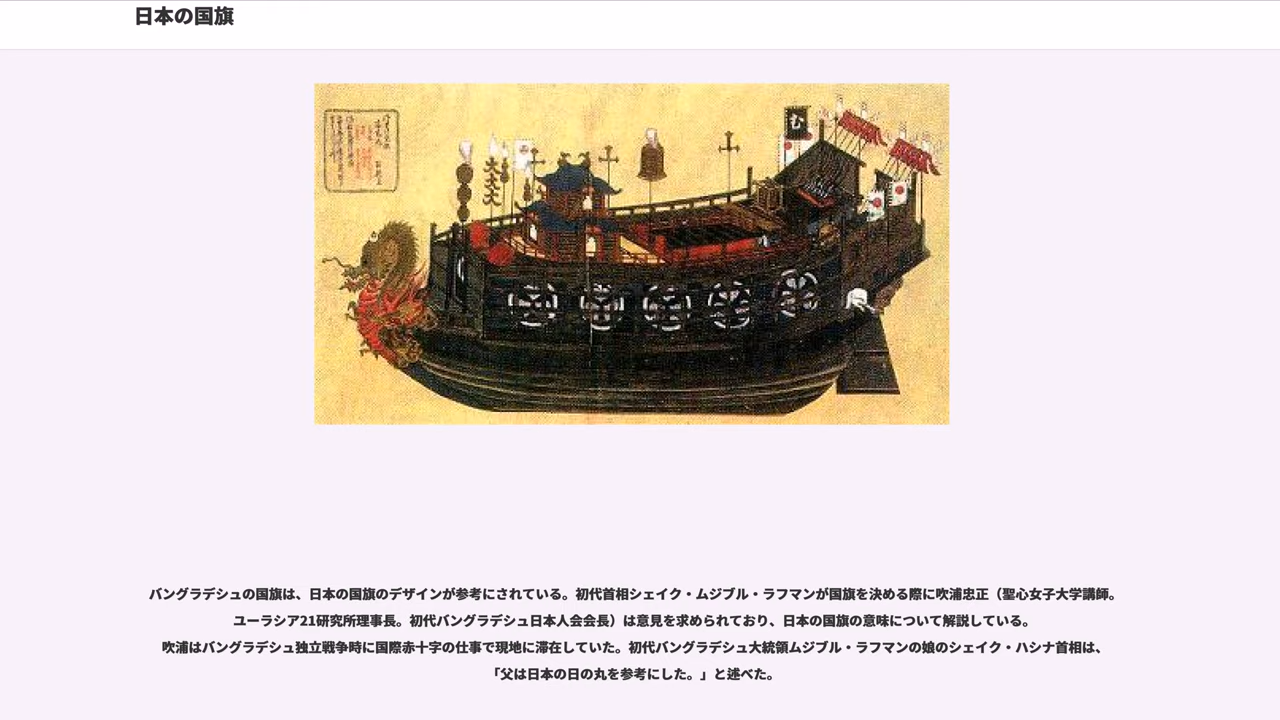 日本の国旗
む
バングラデシュの国旗は、日本の国旗のデザインが参考にされている。初代首相シェイク・ムジブル・ラフマンが国旗を決める際に吹浦忠正（聖心女子大学講師。
ユーラシア21研究所理事長。初代バングラデシュ日本人会会長）は意見を求められており、日本の国旗の意味について解説している。
吹浦はバングラデシュ独立戦争時に国際赤十字の仕事で現地に滞在していた。初代バングラデシュ大統領ムジブル・ラフマンの娘のシェイク・ハシナ首相は、
「父は日本の日の丸を参考にした。」と述べた。